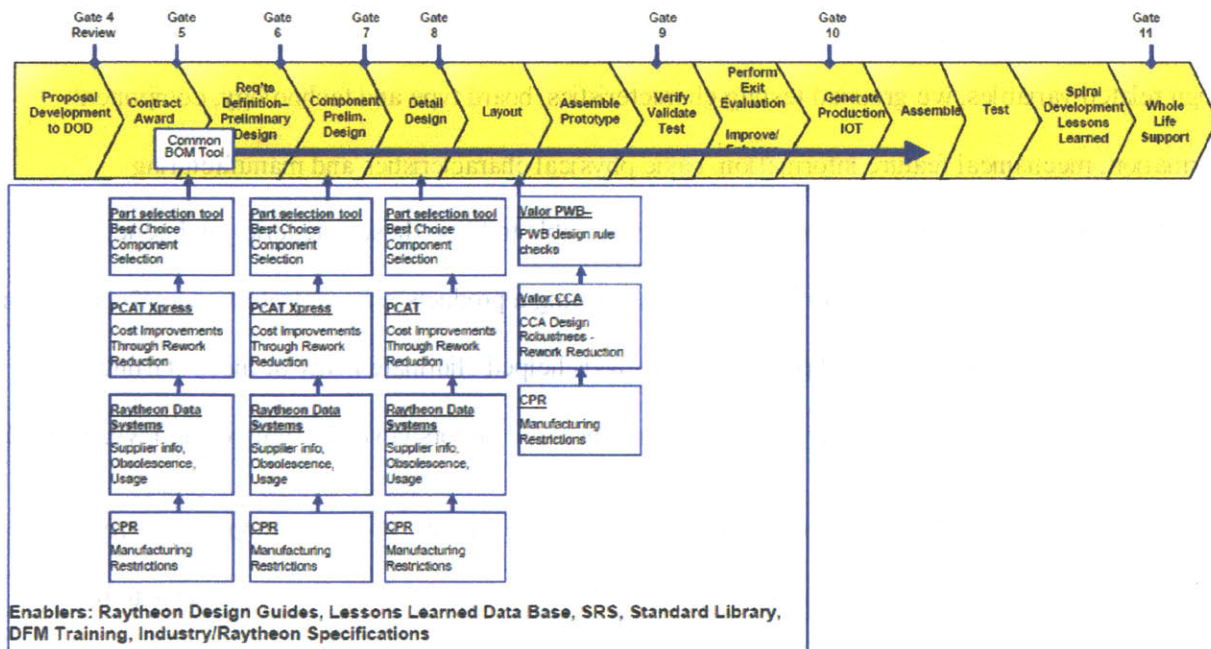 Gate 4
Review
Gate
5
Gate
6
Gate
7
Gate
8
Gate
9
Gate
10
Gate
11
Proposal
Development
to DOD
Contract
Award
Req'to
Definition–
Preliminary
Design
Component
Prelim.
Design
Detail
Design
Layout
Assemble
Prototype
Verify
Validate
Test
Perform
Exit
Evaluation
Improve/
Generate
Production
IOT
Assemble
Test
Spiral
Development
Lessons
Learned
Whole
Life
Support
Common
BOM Tool
Part selection tool
Best Choice
Component
Selection
PCAT Xpress
Cost Improvements
Through Rework
Reduction
Raytheon Data
Systems
Supplier info,
Obsolescence,
Usage
CPR
Manufacturing
Restrictions
Part selection tool
Best Choice
Component
Selection
PCAT Xpress
Cost Improvements
Through Rework
Reduction
Raytheon Data
Systems
Supplier info,
Obsolescence,
Usage
CPR
Manufacturing
Restrictions
Part selection tool
Best Choice
Component
Selection
PCAT
Cost Improvements
Through Rework
Reduction
Raytheon Data
Systems
Supplier info,
Obsolescence,
Usage
CPR
Manufacturing
Restrictions
Valor PWB–
PWB design rule
checks
Valor CCA
CCA Design
Robustness -
Rework Reduction
CPR
Manufacturing
Restrictions
Enablers: Raytheon Design Guides, Lessons Learned Data Base, SRS, Standard Library,
DFM Training, Industry/Raytheon Specifications